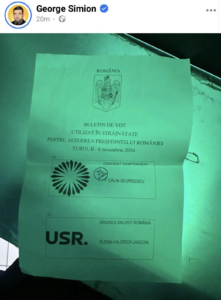 George Simion
20m
ROMÂNIA
BULETIN DE VOT
UTILIZAT ÎN STRĂINĂTATE
PENTRU ALEGEREA PREȘEDINTELUI ROMÂNIEI
TURUL II - 8 decembrie 2024
CANDIDAT INDEPENDENT
CĂLIN GEORGESCU
UNIUNEA SALVAȚI ROMÂNIA
USR.
ELENA-VALERICA LASCONI